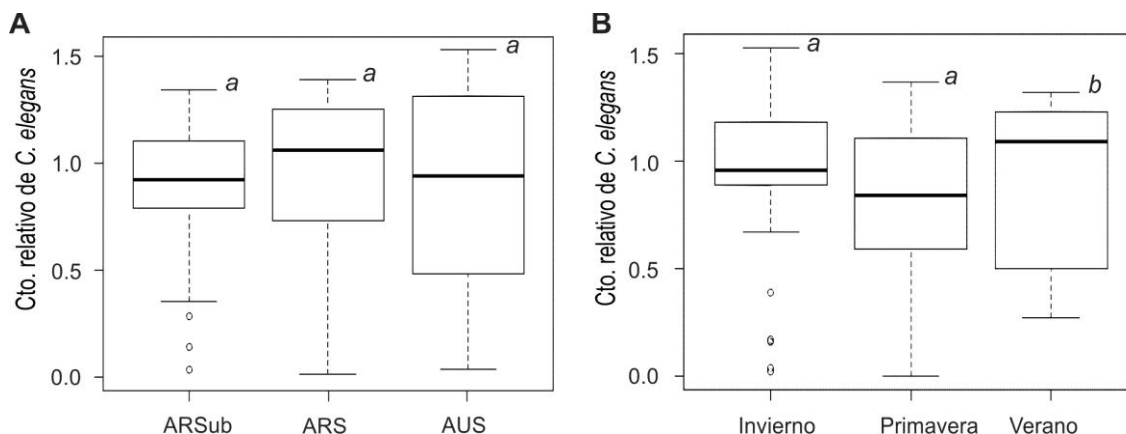 A
Cto. relativo de C. elegans
1.5
1.0
0.5
0.0
a
a
a
ARSub
ARS
AUS
B
Cto. relativo de C. elegans
1.5
1.0
0.5
0.0
a
a
b
Invierno
Primavera
Verano